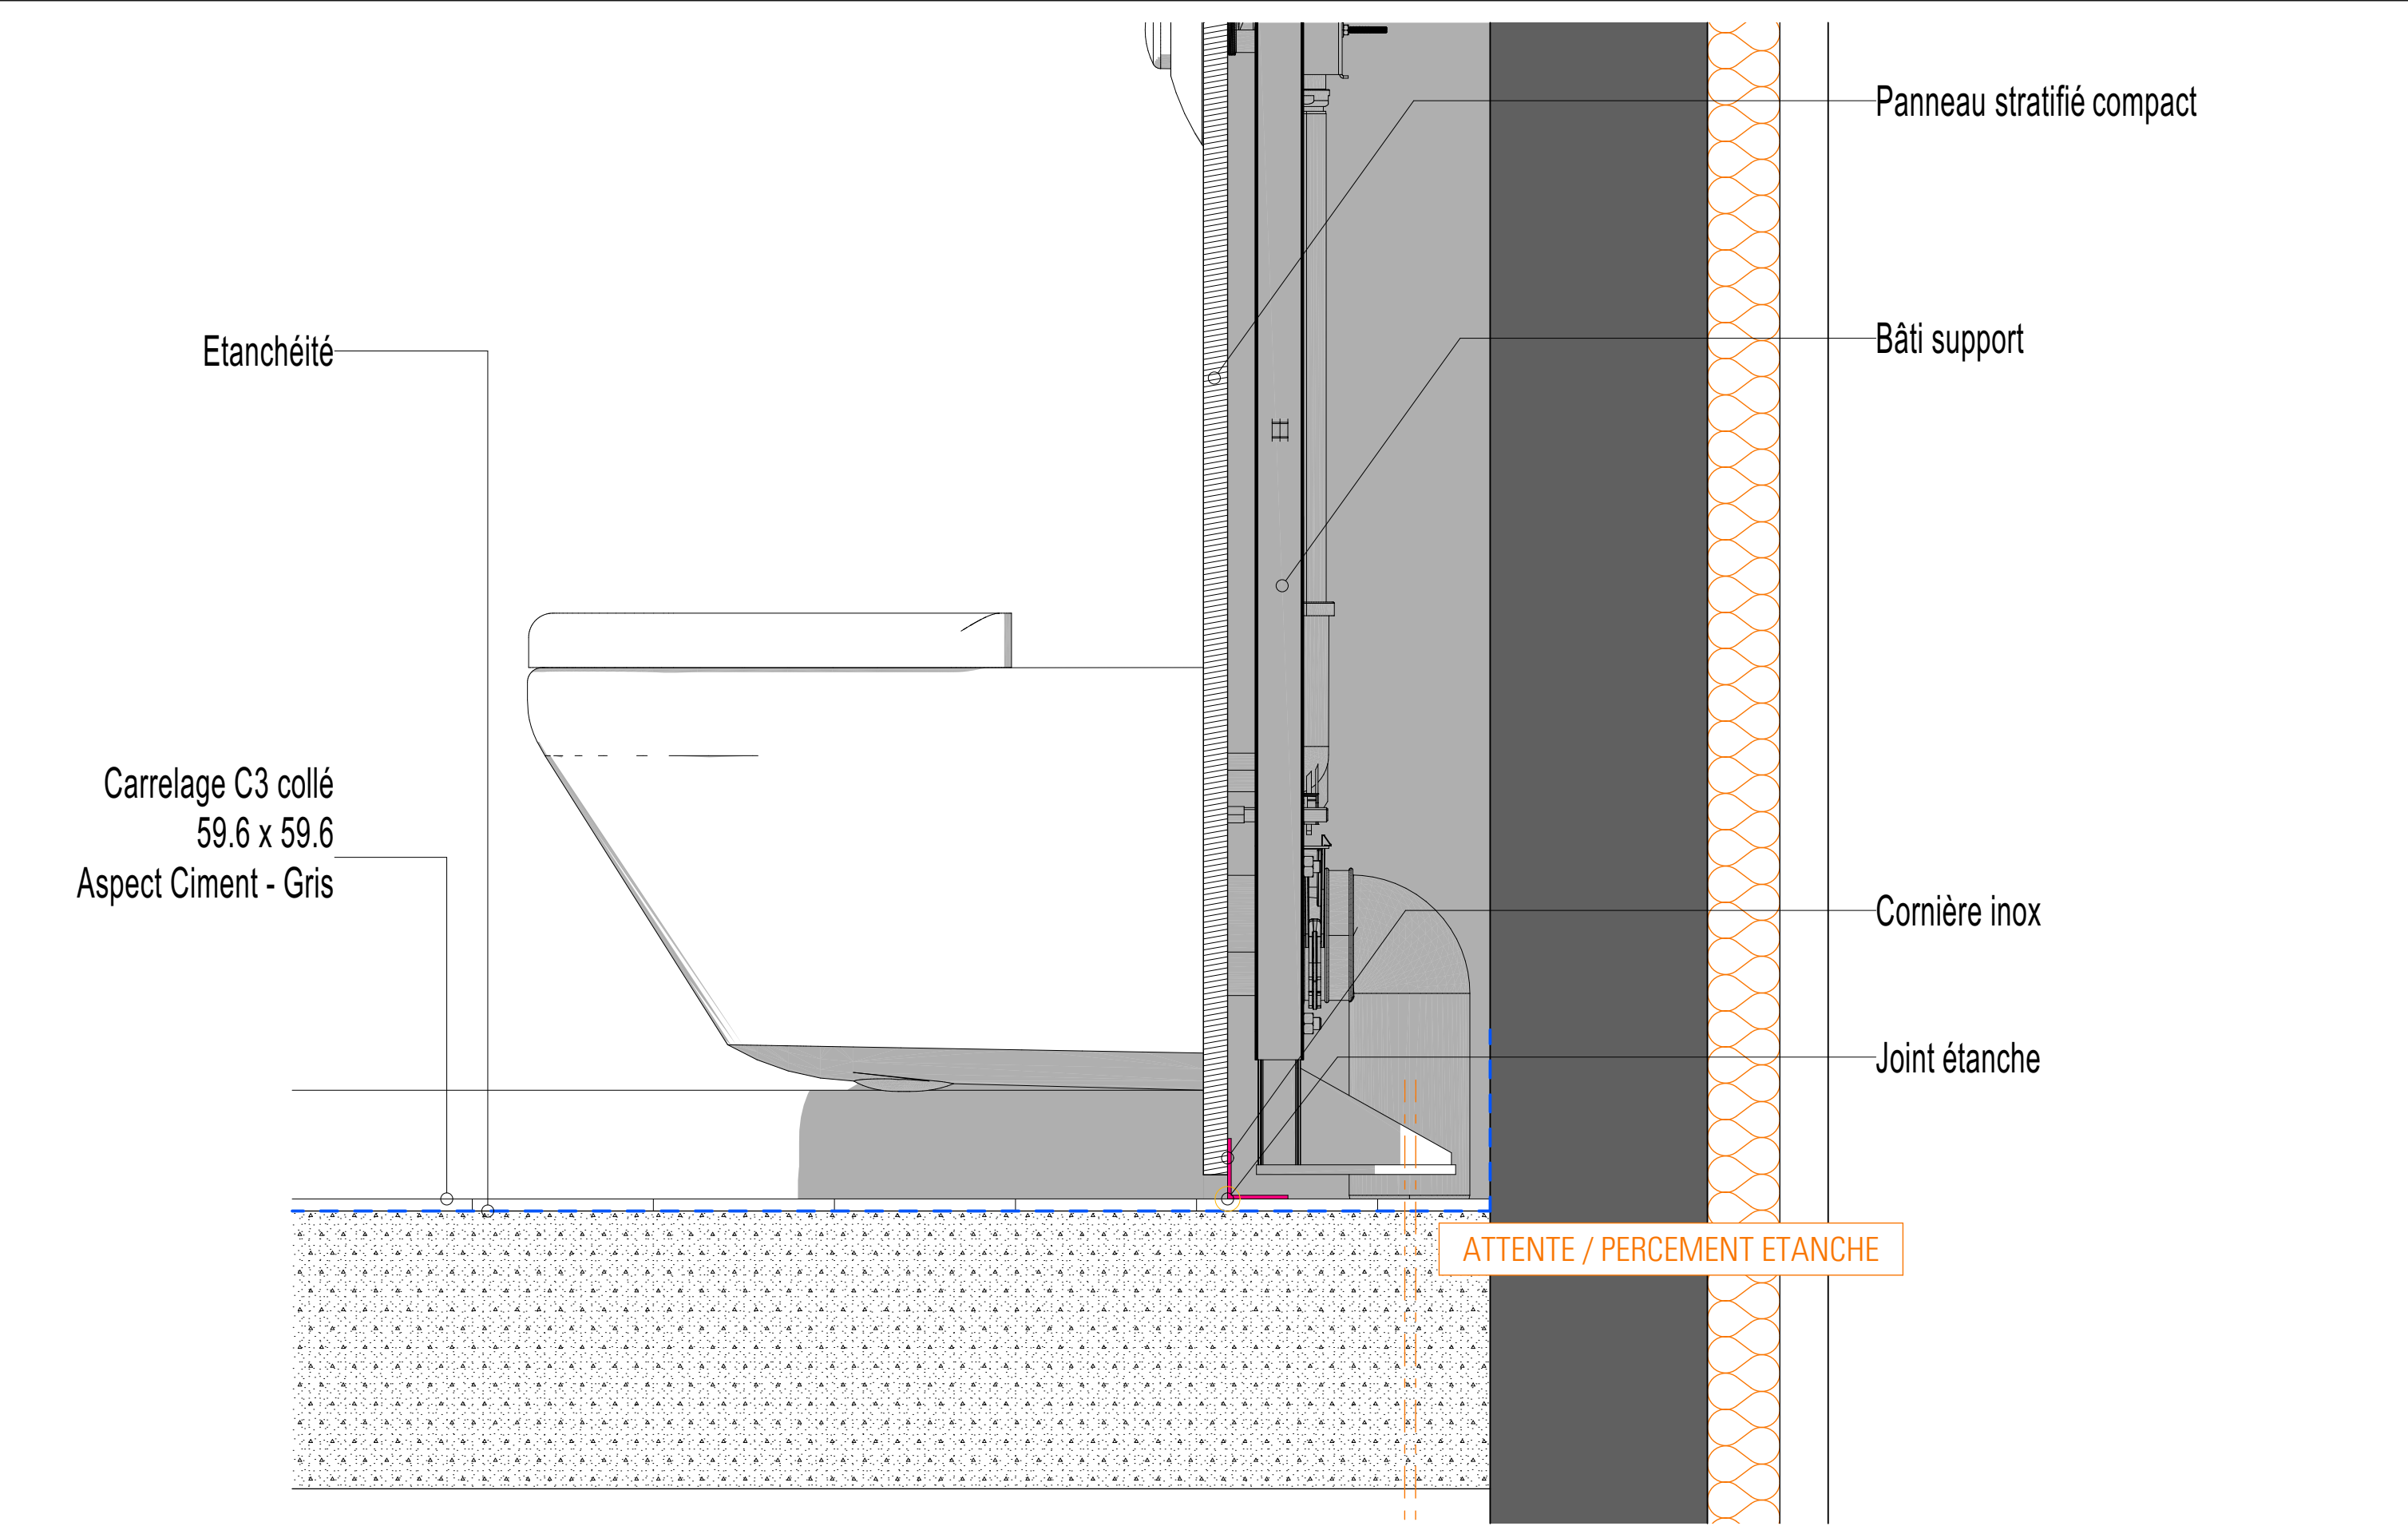 Panneau stratifié compact
Bâti support
Etanchéité
Carrelage C3 collé
59.6 x 59.6
Aspect Ciment - Gris
Cornière inox
Joint étanche
ATTENTE / PERCEMENT ETANCHE